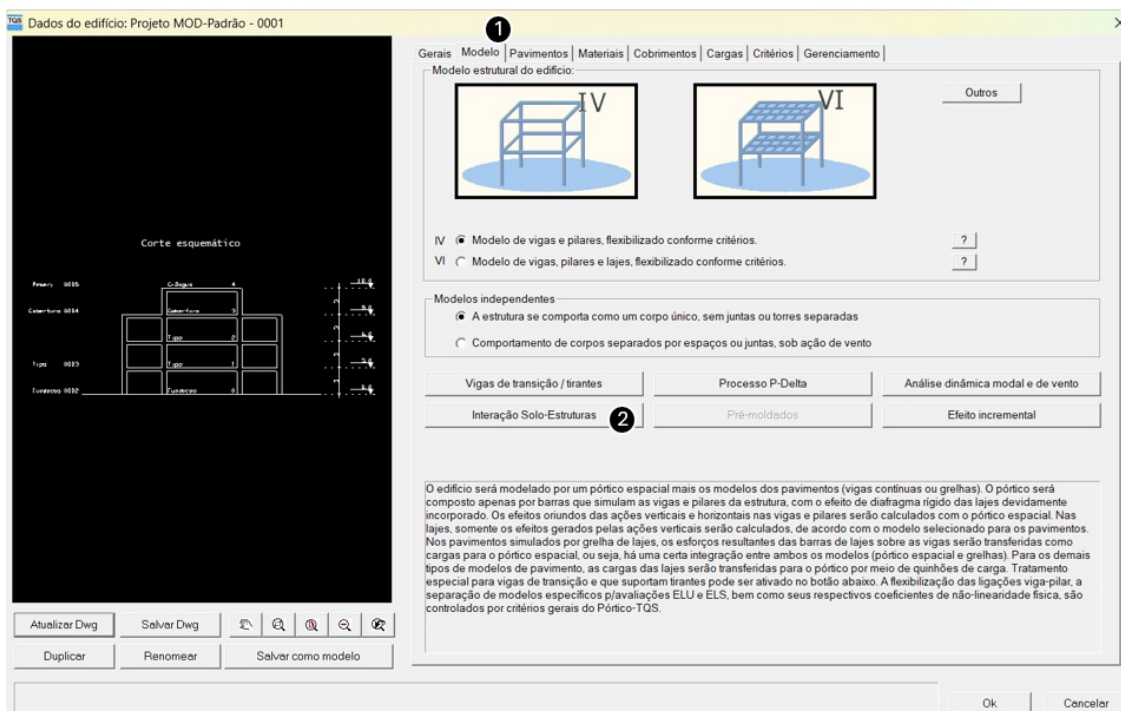 TQS Dados do edifício: Projeto MOD-Padrão - 0001
1
Gerais Modelo Pavimentos Materiais Cobrimentos Cargas Critérios Gerenciamento
Modelo estrutural do edifício:
IV
VI
Outros
IV Modelo de vigas e pilares, flexibilizado conforme critérios. ?
VI Modelo de vigas, pilares e lajes, flexibilizado conforme critérios. ?
Modelos independentes
A estrutura se comporta como um corpo único, sem juntas ou torres separadas
Comportamento de corpos separados por espaços ou juntas, sob ação de vento
Vigas de transição / tirantes
Processo P-Delta
Análise dinâmica modal e de vento
Interação Solo-Estruturas 2
Pré-moldados
Efeito incremental
O edifício será modelado por um pórtico espacial mais os modelos dos pavimentos (vigas contínuas ou grelhas). O pórtico será
composto apenas por barras que simulam as vigas e pilares da estrutura, com o efeito de diafragma rígido das lajes devidamente
incorporado. Os efeitos oriundos das ações verticais e horizontais nas vigas e pilares serão calculados com o pórtico espacial. Nas
lajes, somente os efeitos gerados pelas ações verticais serão calculados, de acordo com o modelo selecionado para os pavimentos.
Nos pavimentos simulados por grelha de lajes, os esforços resultantes das barras de lajes sobre as vigas serão transferidas como
cargas para o pórtico espacial, ou seja, há uma certa integração entre ambos os modelos (pórtico espacial e grelhas). Para os demais
tipos de modelos de pavimento, as cargas das lajes serão transferidas para o pórtico por meio de quinhões de carga. Tratamento
especial para vigas de transição e que suportam tirantes pode ser ativado no botão abaixo. A flexibilização das ligações viga-pilar, a
separação de modelos específicos p/avaliações ELU e ELS, bem como seus respectivos coeficientes de não-linearidade física, são
controlados por critérios gerais do Pórtico-TQS.
Corte esquemático
Cobertura 3
Tipo 2
Tipo 1
Fundacao 0
Atualizar Dwg
Salvar Dwg
Duplicar
Renomear
Salvar como modelo
Ok
Cancelar